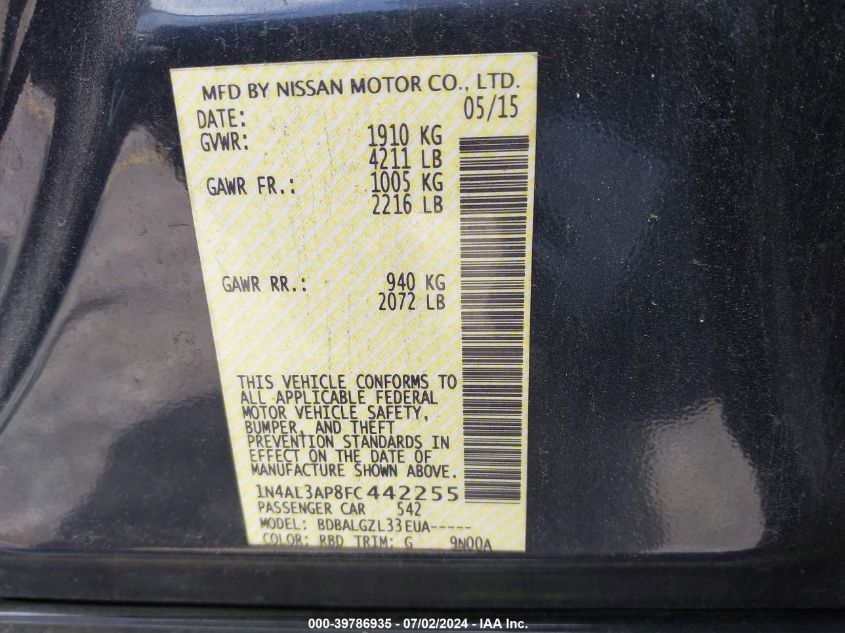 MFD BY NISSAN MOTOR CO., LTD.
DATE: 05/15
GVWR: 1910 KG
4211 LB
GAWR FR.: 1005 KG
2216 LB
GAWR RR.: 940 KG
2072 LB
THIS VEHICLE CONFORMS TO
ALL APPLICABLE FEDERAL
MOTOR VEHICLE SAFETY,
BUMPER, AND THEFT
PREVENTION STANDARDS IN
EFFECT ON THE DATE OF
MANUFACTURE SHOWN ABOVE.
1N4AL3AP8FC442255
PASSENGER CAR 542
MODEL: BDBALGZL33EUA-----
COLOR: RBD TRIM: G 9N00A
000-39786935 - 07/02/2024 - IAA Inc.